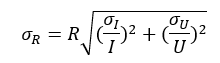 σ_R = R√((σ_I/I)² + (σ_U/U)²)